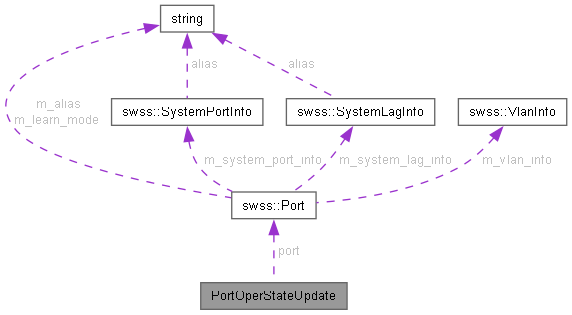 string
alias
alias
m_alias
m_learn_mode
swss::SystemPortInfo
swss::SystemLagInfo
swss::VlanInfo
m_system_port_info
m_system_lag_info
m_vlan_info
swss::Port
port
PortOperStateUpdate